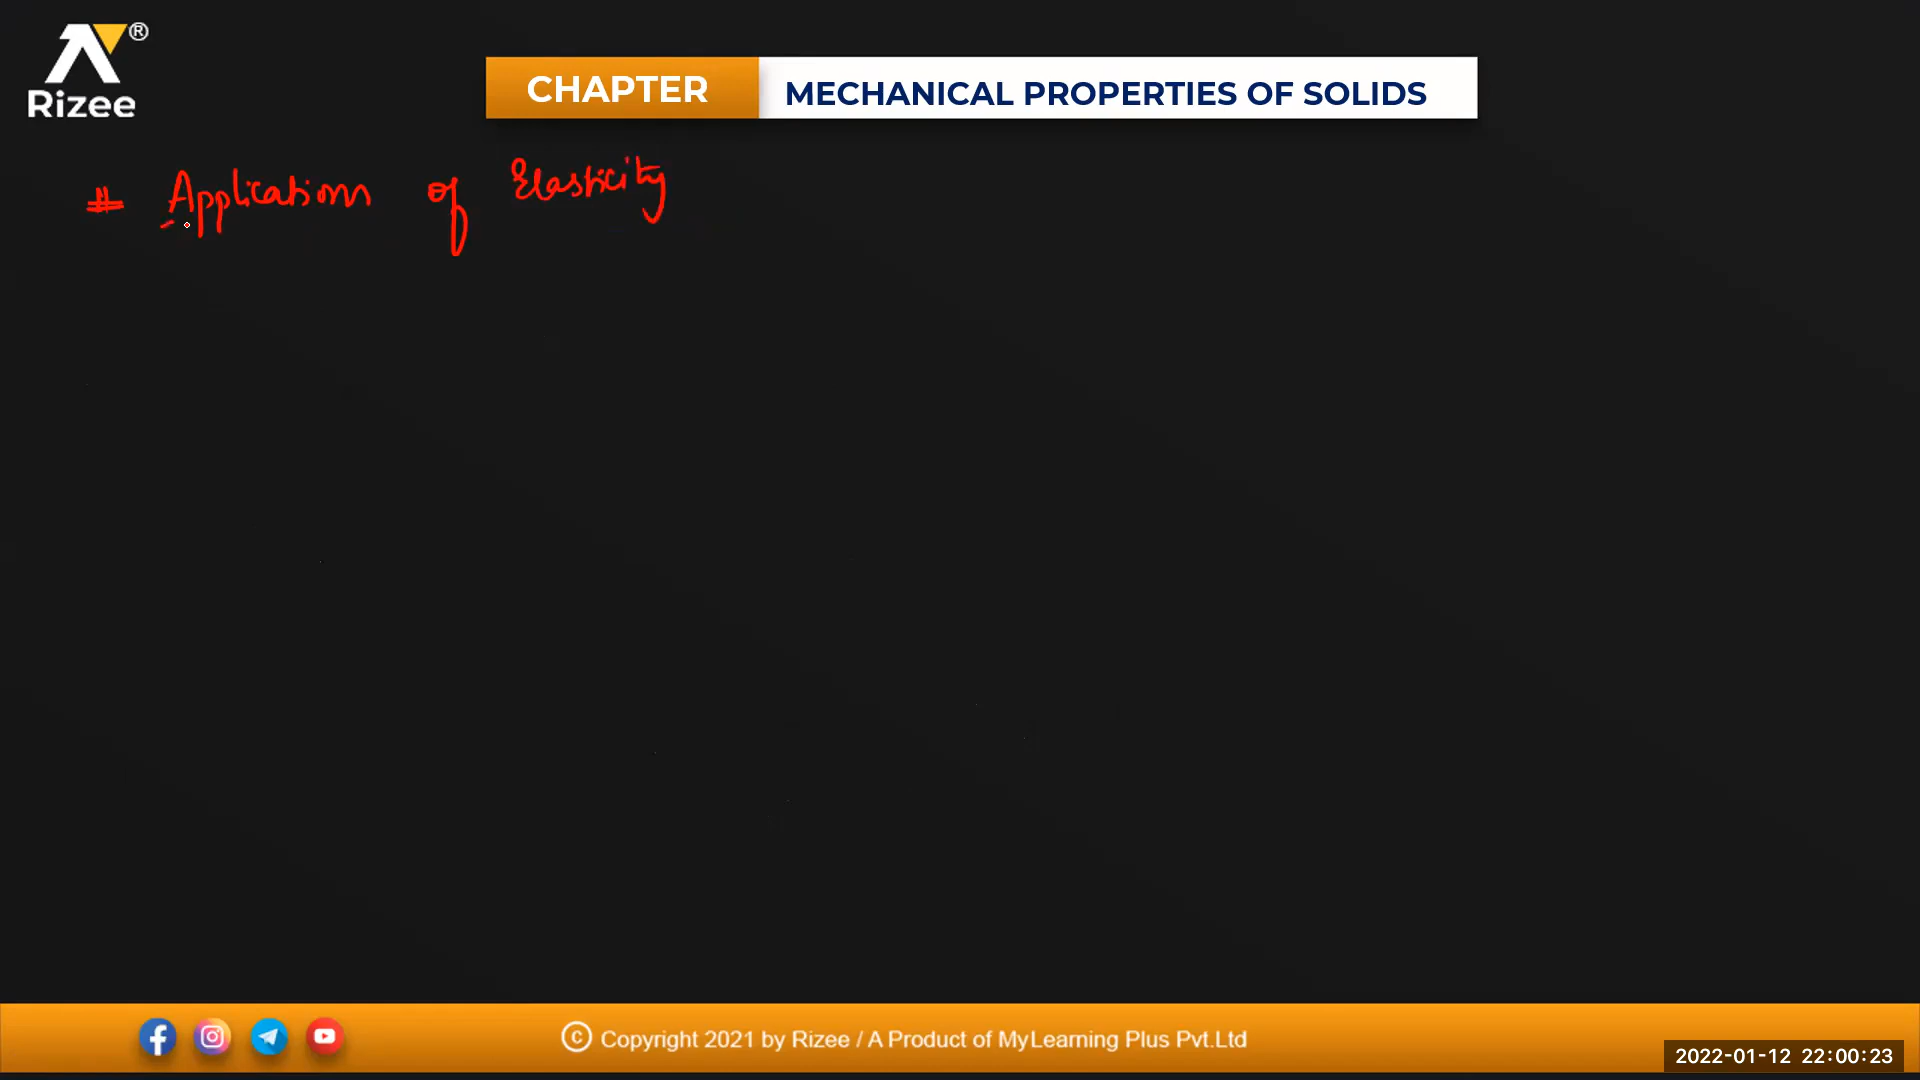 ®
Rizee
CHAPTER
MECHANICAL PROPERTIES OF SOLIDS
# Application of Elasticity
© Copyright 2021 by Rizee / A Product of MyLearning Plus Pvt.Ltd
2022-01-12 22:00:23